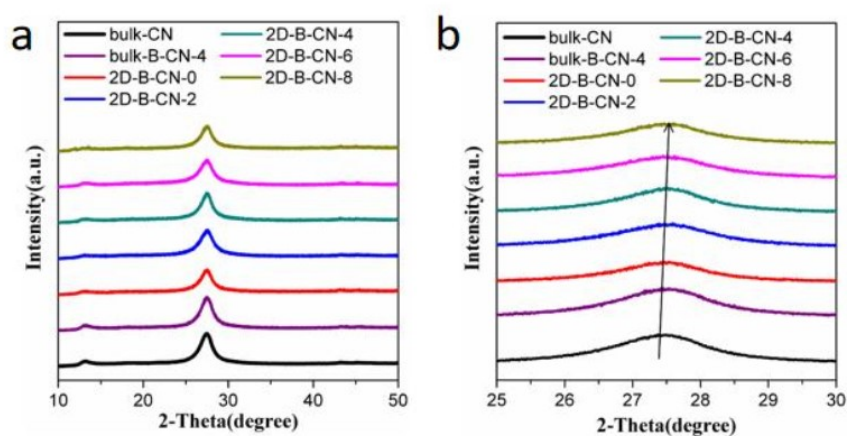 a
bulk-CN
bulk-B-CN-4
2D-B-CN-0
2D-B-CN-2
2D-B-CN-4
2D-B-CN-6
2D-B-CN-8
Intensity(a.u.)
10 20 30 40 50
2-Theta(degree)
b
bulk-CN
bulk-B-CN-4
2D-B-CN-0
2D-B-CN-2
2D-B-CN-4
2D-B-CN-6
2D-B-CN-8
Intensity(a.u.)
25 26 27 28 29 30
2-Theta(degree)